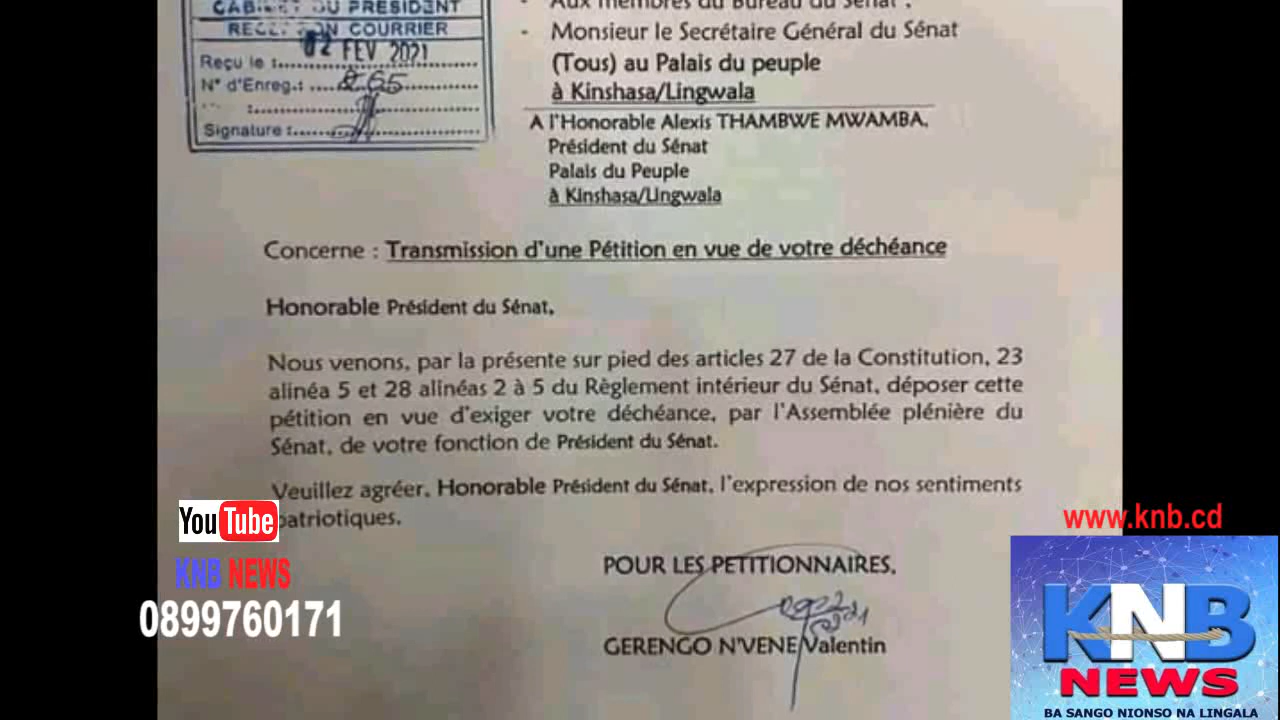 CABINET DU PRÉSIDENT
RECEPTION COURRIER
02 FEV 2021
Reçu le :
N° d'Enreg.: 265
Signature :
- Aux membres du Bureau du Sénat ;
- Monsieur le Secrétaire Général du Sénat
(Tous) au Palais du peuple
à Kinshasa/Lingwala
A l'Honorable Alexis THAMBWE MWAMBA,
Président du Sénat
Palais du Peuple
à Kinshasa/Lingwala
Concerne : Transmission d'une Pétition en vue de votre déchéance
Honorable Président du Sénat,
Nous venons, par la présente sur pied des articles 27 de la Constitution, 23
alinéa 5 et 28 alinéas 2 à 5 du Règlement intérieur du Sénat, déposer cette
pétition en vue d'exiger votre déchéance, par l'Assemblée plénière du
Sénat, de votre fonction de Président du Sénat.
Veuillez agréer, Honorable Président du Sénat, l'expression de nos sentiments
patriotiques.
POUR LES PETITIONNAIRES,
GERENGO N'VENE Valentin
YouTube
KNB NEWS
0899760171
www.knb.cd
KNB
NEWS
BA SANGO NIONSO NA LINGALA